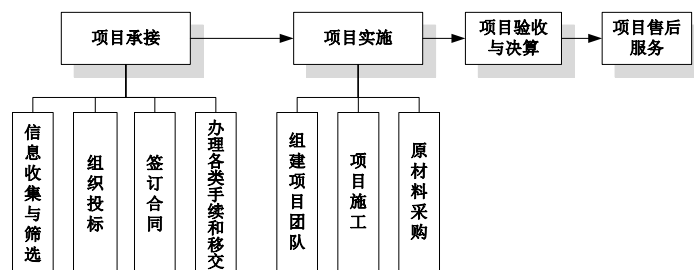 项目承接
项目实施
项目验收
与决算
项目售后
服务
信息收集与筛选
组织投标
签订合同
办理各类手续和移交
组建项目团队
项目施工
原材料采购